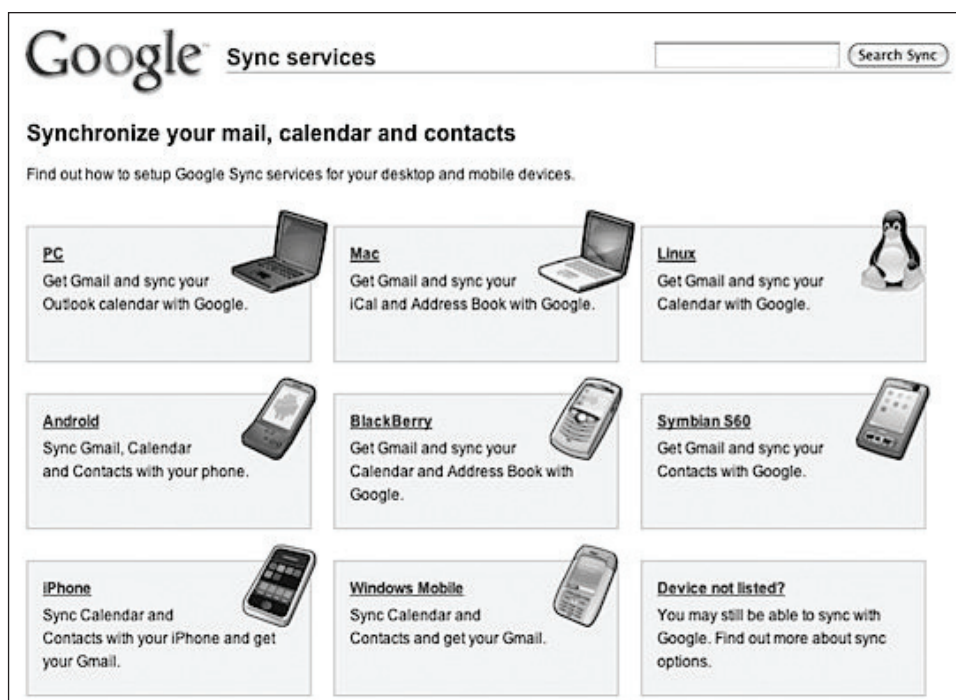 Google™ Sync services
Search Sync
Synchronize your mail, calendar and contacts
Find out how to setup Google Sync services for your desktop and mobile devices.
PC
Get Gmail and sync your
Outlook calendar with Google.
Mac
Get Gmail and sync your
iCal and Address Book with Google.
Linux
Get Gmail and sync your
Calendar with Google.
Android
Sync Gmail, Calendar
and Contacts with your phone.
BlackBerry
Get Gmail and sync your
Calendar and Address Book with
Google.
Symbian S60
Get Gmail and sync your
Contacts with Google.
iPhone
Sync Calendar and
Contacts with your iPhone and get
your Gmail.
Windows Mobile
Sync Calendar and
Contacts and get your Gmail.
Device not listed?
You may still be able to sync with
Google. Find out more about sync
options.